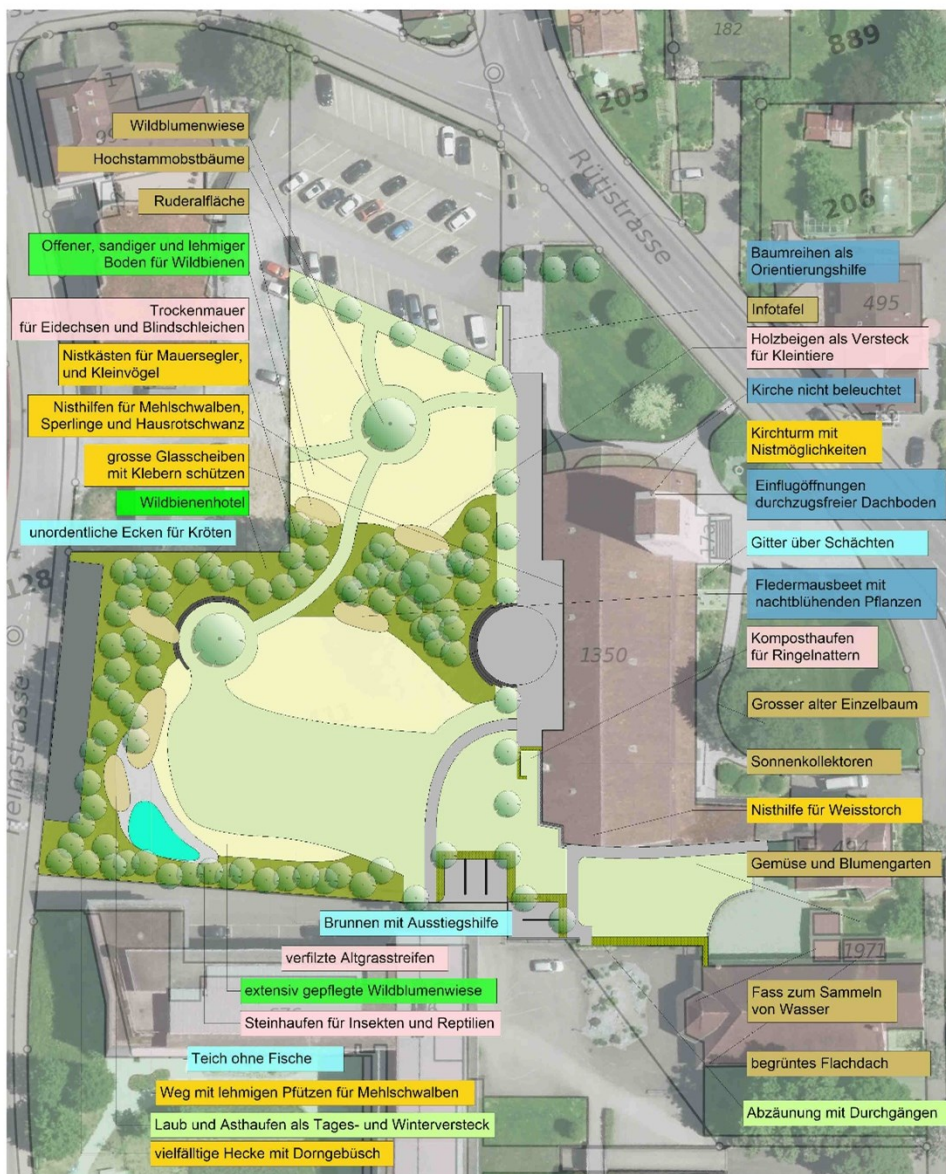 182
889
205
Rütistrasse
206
Wildblumenwiese
Hochstammobstbäume
Ruderalfläche
Offener, sandiger und lehmiger
Boden für Wildbienen
Trockenmauer
für Eidechsen und Blindschleichen
Nistkästen für Mauersegler,
und Kleinvögel
Nisthilfen für Mehlschwalben,
Sperlinge und Hausrotschwanz
grosse Glasscheiben
mit Klebern schützen
Wildbienenhotel
unordentliche Ecken für Kröten
128
Heimstrasse
Baumreihen als
Orientierungshilfe
495
Infotafel
Holzbeigen als Versteck
für Kleintiere
Kirche nicht beleuchtet
Kirchturm mit
Nistmöglichkeiten
Einflugöffnungen
durchzugsfreier Dachboden
Gitter über Schächten
Fledermausbeet mit
nachtblühenden Pflanzen
1350
Komposthaufen
für Ringelnattern
Grosser alter Einzelbaum
Sonnenkollektoren
Nisthilfe für Weisstorch
Gemüse und Blumengarten
1971
Brunnen mit Ausstiegshilfe
verfilzte Altgrasstreifen
extensiv gepflegte Wildblumenwiese
Steinhaufen für Insekten und Reptilien
Teich ohne Fische
Weg mit lehmigen Pfützen für Mehlschwalben
Laub und Asthaufen als Tages- und Winterversteck
vielfältige Hecke mit Dorngebüsch
Fass zum Sammeln
von Wasser
begrüntes Flachdach
Abzäunung mit Durchgängen